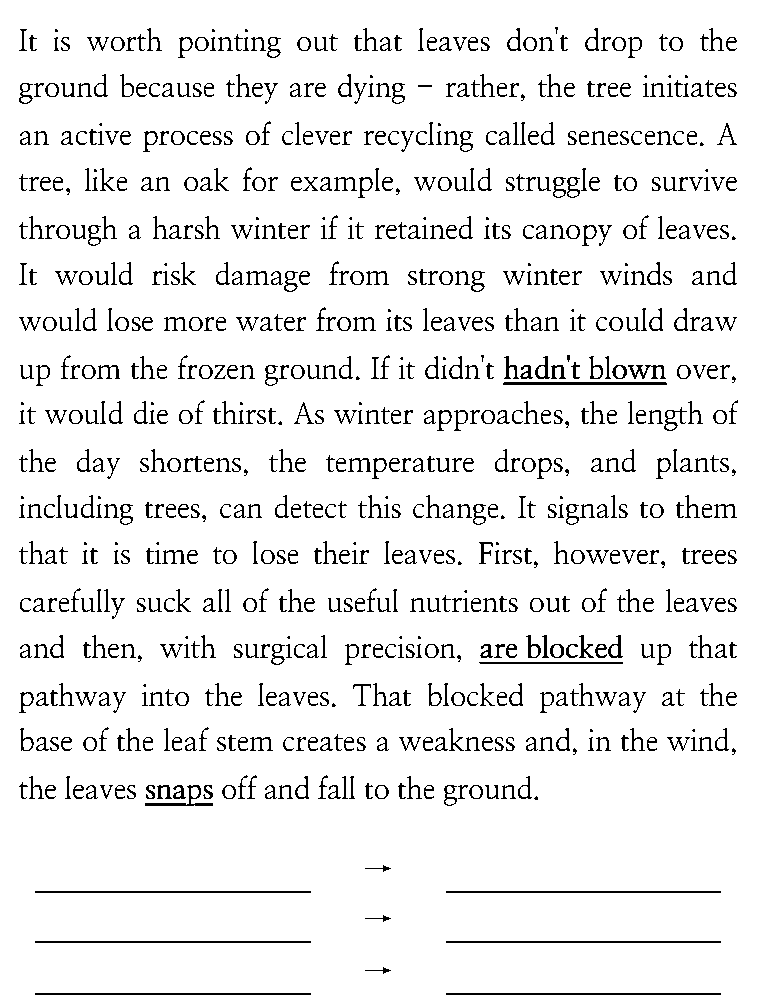 It is worth pointing out that leaves don't drop to the
ground because they are dying – rather, the tree initiates
an active process of clever recycling called senescence. A
tree, like an oak for example, would struggle to survive
through a harsh winter if it retained its canopy of leaves.
It would risk damage from strong winter winds and
would lose more water from its leaves than it could draw
up from the frozen ground. If it didn't hadn't blown over,
it would die of thirst. As winter approaches, the length of
the day shortens, the temperature drops, and plants,
including trees, can detect this change. It signals to them
that it is time to lose their leaves. First, however, trees
carefully suck all of the useful nutrients out of the leaves
and then, with surgical precision, are blocked up that
pathway into the leaves. That blocked pathway at the
base of the leaf stem creates a weakness and, in the wind,
the leaves snaps off and fall to the ground.
→
→
→